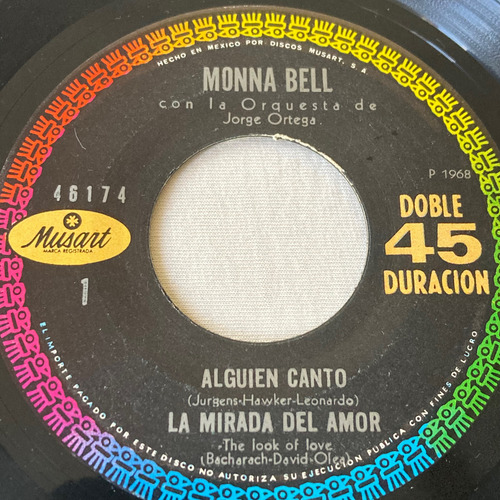 HECHO EN MEXICO POR: DISCOS MUSART, S. A.
MONNA BELL
con la Orquesta de
Jorge Ortega.
P 1968
46174
Musart
MARCA REGISTRADA
1
DOBLE
45
DURACION
ALGUIEN CANTO
(Jurgens-Hawker-Leonardo)
LA MIRADA DEL AMOR
-The look of love-
(Bacharach-David-Olea)
EL IMPORTE PAGADO POR ESTE DISCO NO AUTORIZA SU EJECUCION PUBLICA CON FINES DE LUCRO